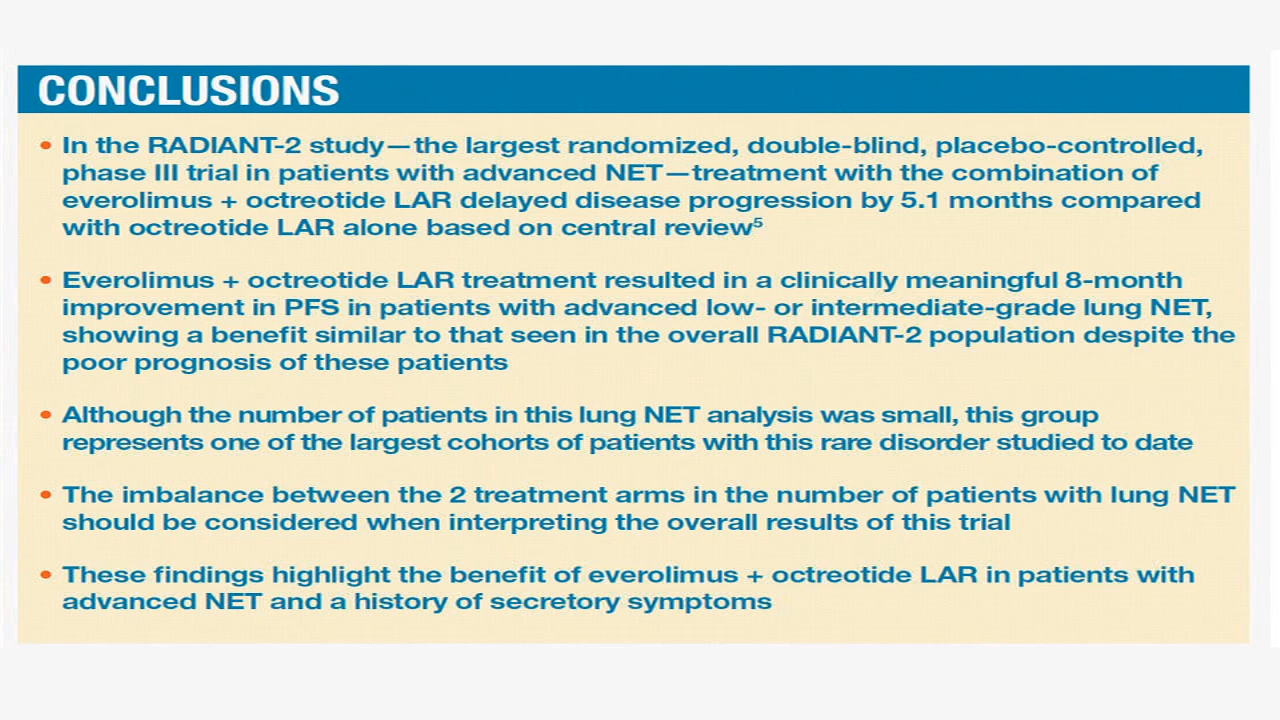 CONCLUSIONS
• In the RADIANT-2 study—the largest randomized, double-blind, placebo-controlled,
phase III trial in patients with advanced NET—treatment with the combination of
everolimus + octreotide LAR delayed disease progression by 5.1 months compared
with octreotide LAR alone based on central review⁵
• Everolimus + octreotide LAR treatment resulted in a clinically meaningful 8-month
improvement in PFS in patients with advanced low- or intermediate-grade lung NET,
showing a benefit similar to that seen in the overall RADIANT-2 population despite the
poor prognosis of these patients
• Although the number of patients in this lung NET analysis was small, this group
represents one of the largest cohorts of patients with this rare disorder studied to date
• The imbalance between the 2 treatment arms in the number of patients with lung NET
should be considered when interpreting the overall results of this trial
• These findings highlight the benefit of everolimus + octreotide LAR in patients with
advanced NET and a history of secretory symptoms